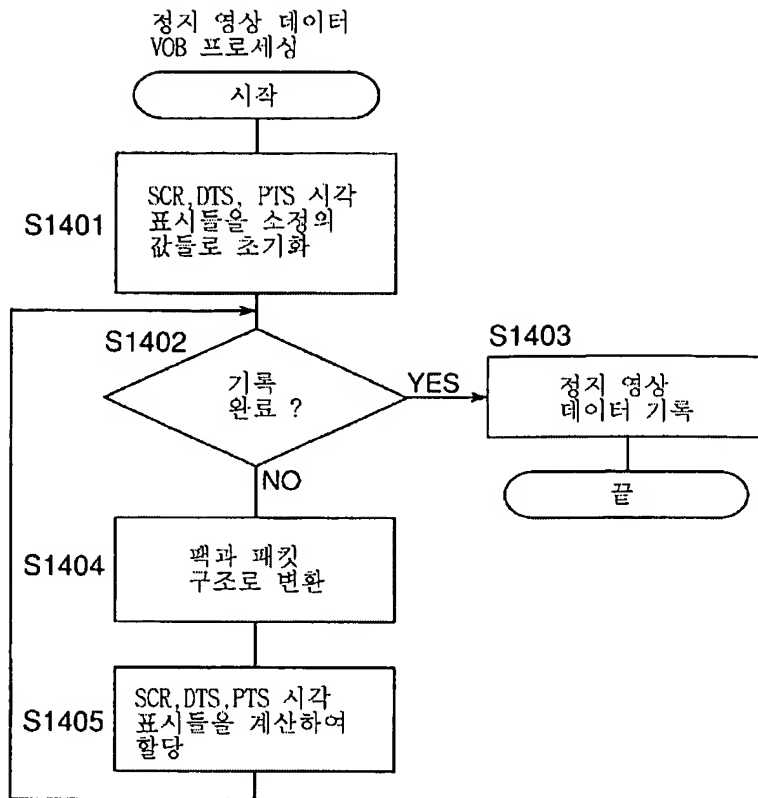 정지 영상 데이터
VOB 프로세싱
시작
S1401
SCR,DTS, PTS 시각
표시들을 소정의
값들로 초기화
S1402
기록
완료 ?
YES
S1403
정지 영상
데이터 기록
끝
NO
S1404
팩과 패킷
구조로 변환
S1405
SCR,DTS,PTS 시각
표시들을 계산하여
할당